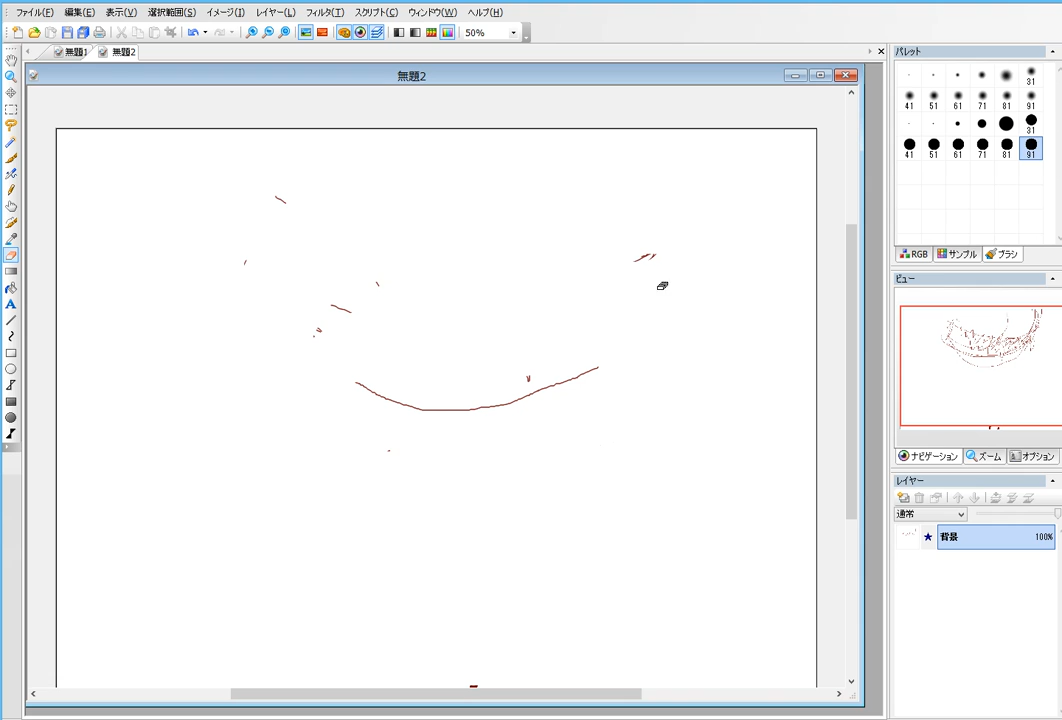 ファイル(F) 編集(E) 表示(V) 選択範囲(S) イメージ(I) レイヤー(L) フィルタ(T) スクリプト(C) ウィンドウ(W) ヘルプ(H)
50%
無題1 無題2
無題2
パレット
31
41 51 61 71 81 91
31
41 51 61 71 81 91
RGB サンプル ブラシ
ビュー
ナビゲーション ズーム オプション
レイヤー
通常
背景 100%
A